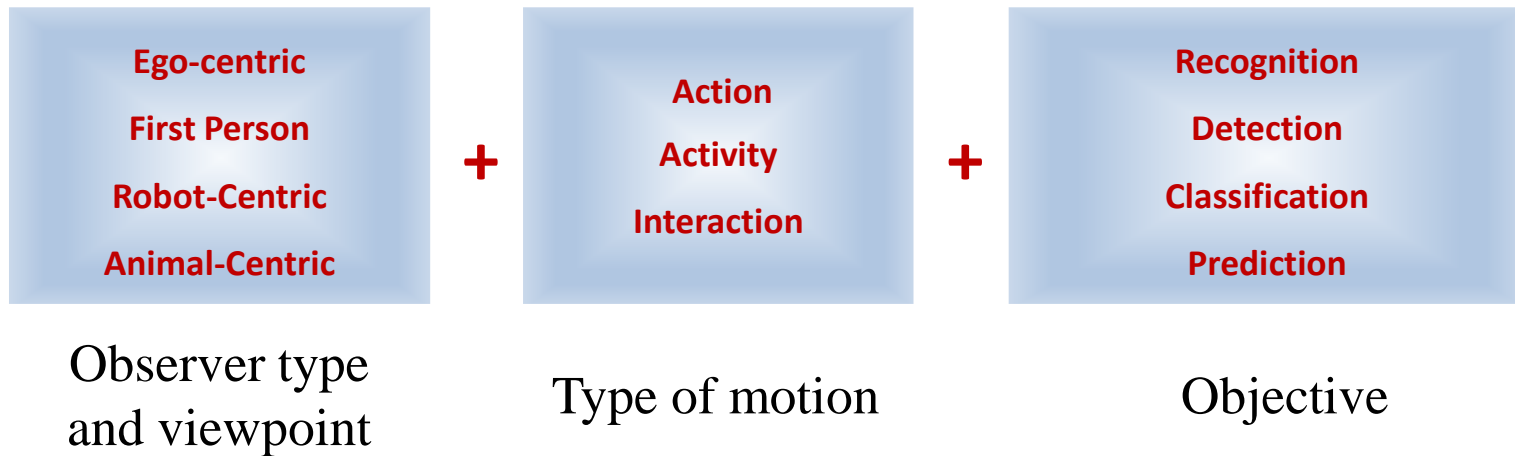 Ego-centric
First Person
Robot-Centric
Animal-Centric
+
Action
Activity
Interaction
+
Recognition
Detection
Classification
Prediction
Observer type
and viewpoint
Type of motion
Objective